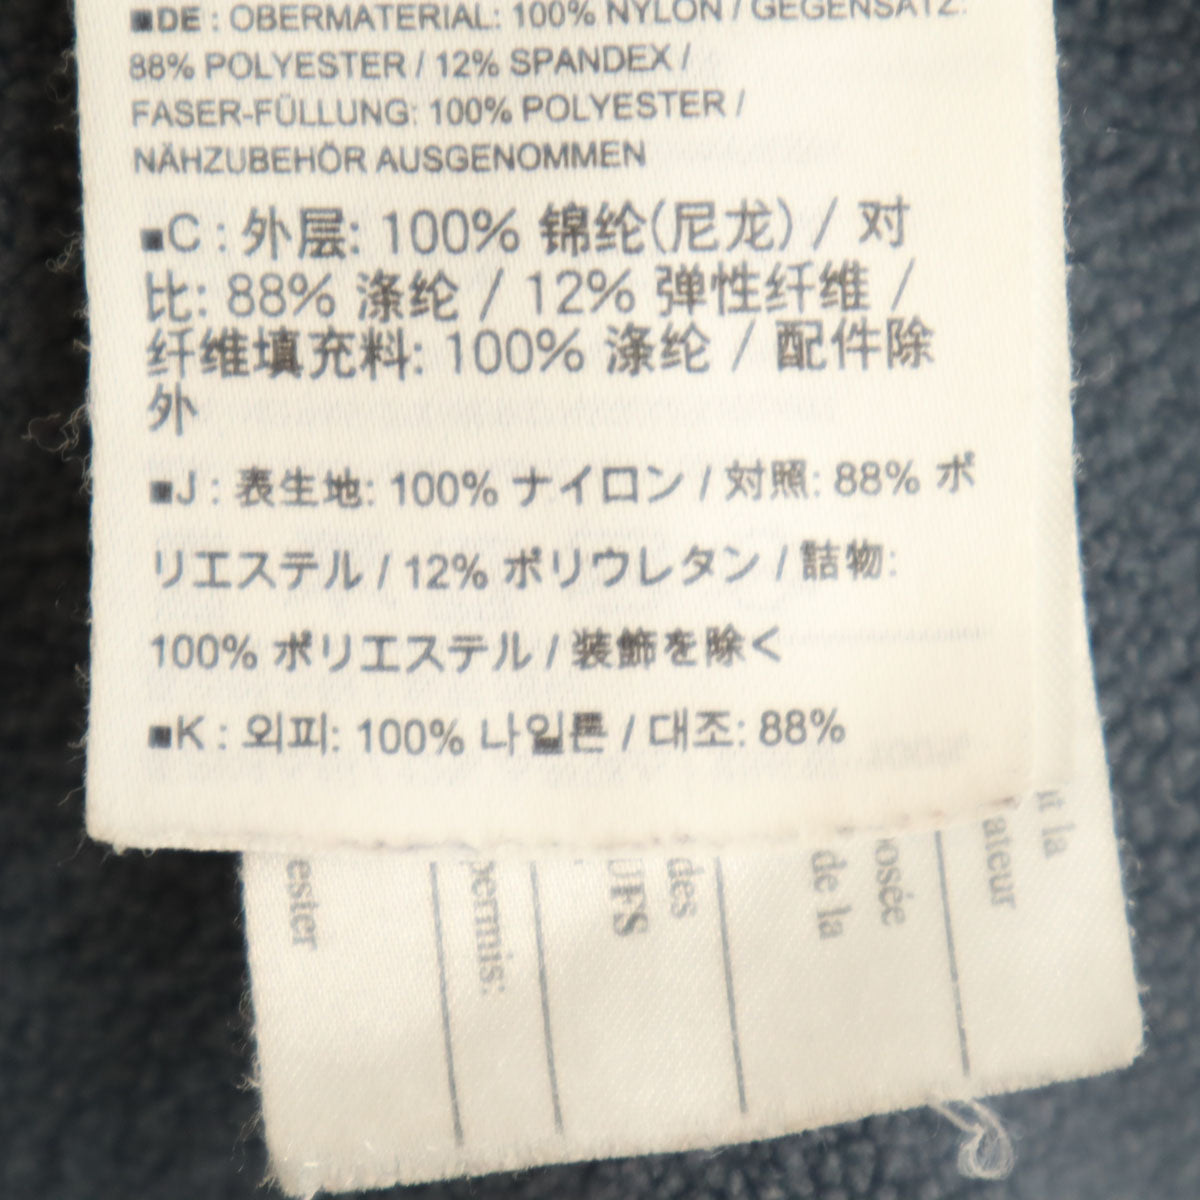 ■DE : OBERMATERIAL: 100% NYLON / GEGENSATZ:
88% POLYESTER / 12% SPANDEX /
FASER-FÜLLUNG: 100% POLYESTER /
NÄHZUBEHÖR AUSGENOMMEN
■C : 外层: 100% 锦纶(尼龙) / 对
比: 88% 涤纶 / 12% 弹性纤维 /
纤维填充料: 100% 涤纶 / 配件除
外
■J : 表生地: 100% ナイロン / 対照: 88% ポ
リエステル / 12% ポリウレタン / 詰物:
100% ポリエステル / 装飾を除く
■K : 외피: 100% 나일론 / 대조: 88%
la
ateur
osée
de la
des
UFS
permis:
ester